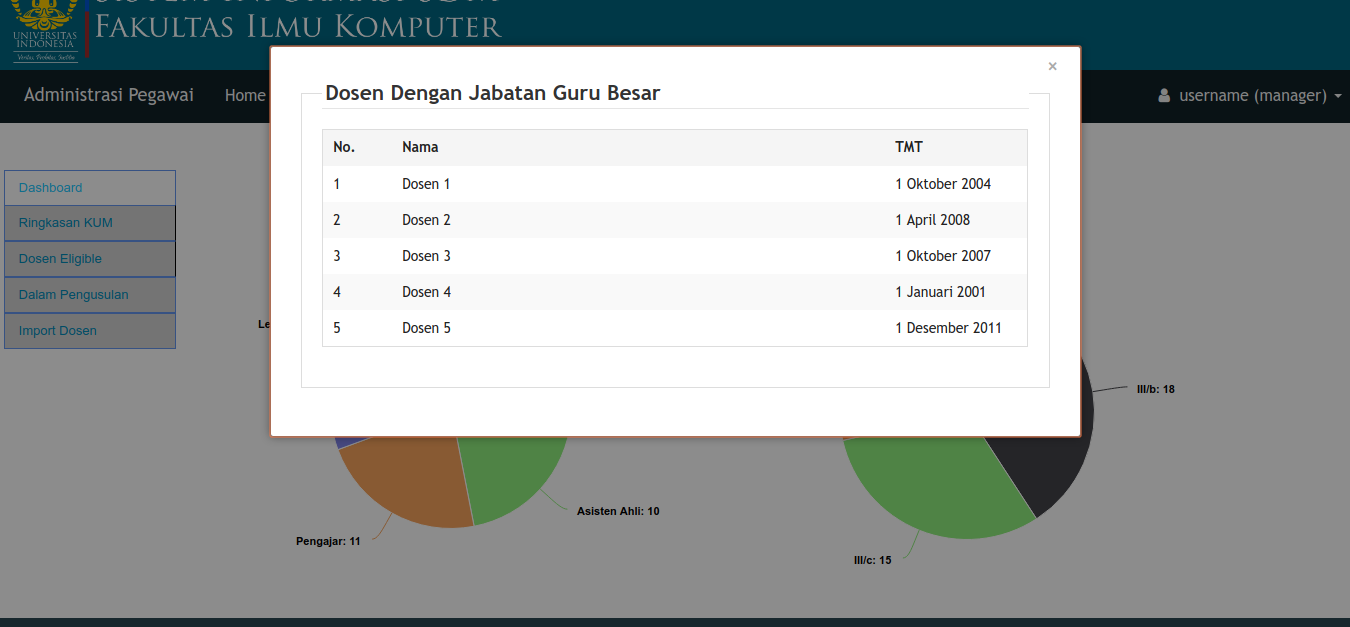 FAKULTAS ILMU KOMPUTER
UNIVERSITAS
INDONESIA
Veritas, Probitas, Iustitia
Administrasi Pegawai Home
username (manager)
×
Dosen Dengan Jabatan Guru Besar
No. Nama TMT
1 Dosen 1 1 Oktober 2004
2 Dosen 2 1 April 2008
3 Dosen 3 1 Oktober 2007
4 Dosen 4 1 Januari 2001
5 Dosen 5 1 Desember 2011
Dashboard
Ringkasan KUM
Dosen Eligible
Dalam Pengusulan
Import Dosen
Le
III/b: 18
Asisten Ahli: 10
Pengajar: 11
III/c: 15